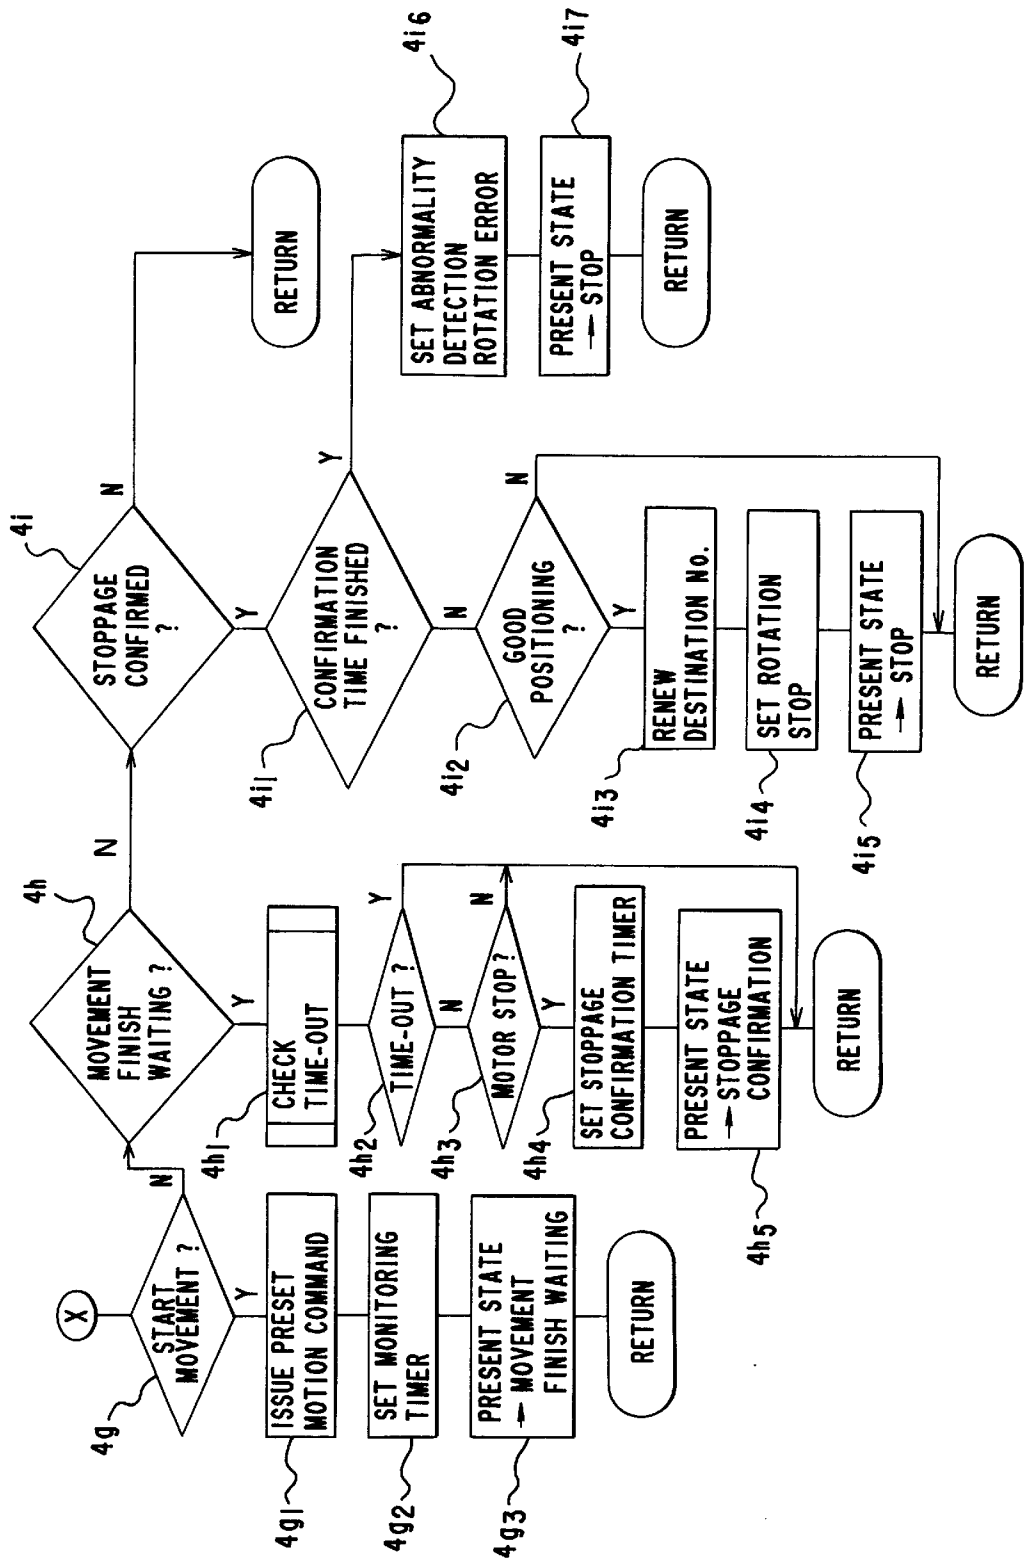 X
4g
START
MOVEMENT ?
N
Y
4g1
ISSUE PRESET
MOTION COMMAND
4g2
SET MONITORING
TIMER
4g3
PRESENT STATE
→ MOVEMENT
FINISH WAITING
RETURN
4h
MOVEMENT
FINISH
WAITING ?
N
Y
4h1
CHECK
TIME-OUT
4h2
TIME-OUT ?
Y
N
4h3
MOTOR STOP?
N
Y
4h4
SET STOPPAGE
CONFIRMATION TIMER
4h5
PRESENT STATE
→ STOPPAGE
CONFIRMATION
RETURN
4i
STOPPAGE
CONFIRMED
?
N
Y
RETURN
4i1
CONFIRMATION
TIME FINISHED
?
Y
N
4i2
GOOD
POSITIONING
?
N
Y
4i3
RENEW
DESTINATION No.
4i4
SET ROTATION
STOP
4i5
PRESENT STATE
→ STOP
RETURN
4i6
SET ABNORMALITY
DETECTION
ROTATION ERROR
4i7
PRESENT STATE
→ STOP
RETURN